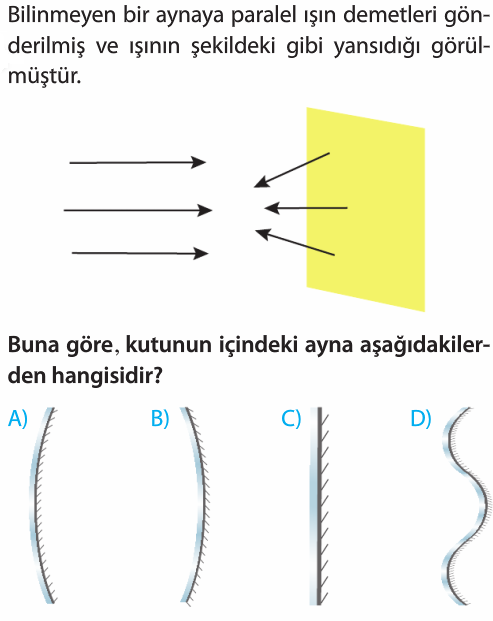 Bilinmeyen bir aynaya paralel ışın demetleri gön-
derilmiş ve ışının şekildeki gibi yansıdığı görül-
müştür.
Buna göre, kutunun içindeki ayna aşağıdakiler-
den hangisidir?
A) B) C) D)